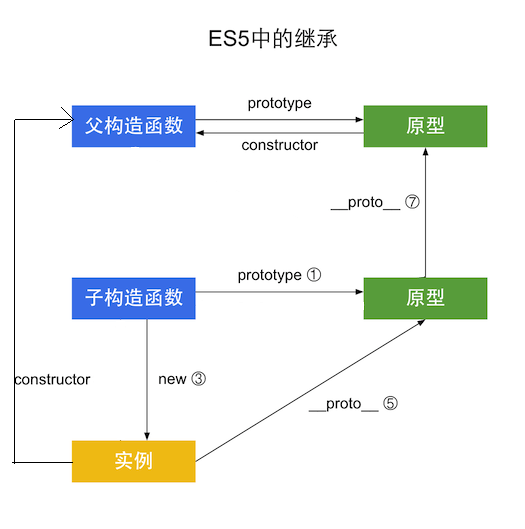 ES5中的继承
父构造函数
prototype
constructor
原型
__proto__ ⑦
子构造函数
prototype ①
原型
constructor
new ③
__proto__ ⑤
实例